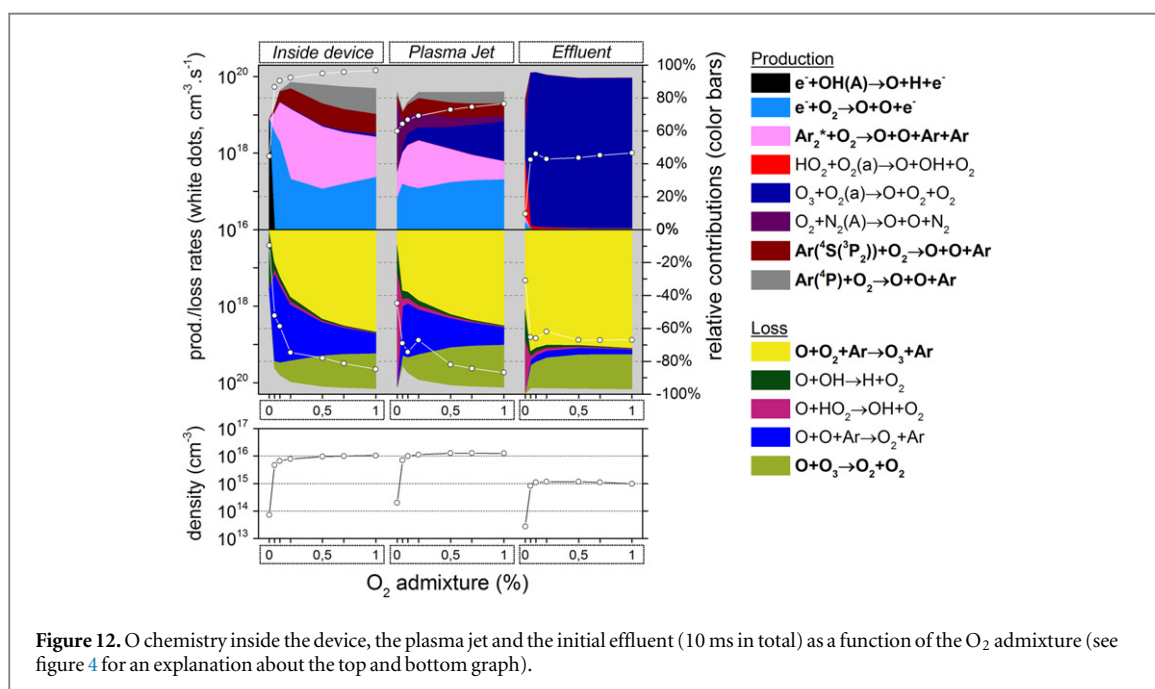 Inside device Plasma Jet Effluent
prod./loss rates (white dots, cm⁻³.s⁻¹)
10²⁰
10¹⁸
10¹⁶
10¹⁸
10²⁰
100%
80%
60%
40%
20%
0%
-20%
-40%
-60%
-80%
-100%
relative contributions (color bars)
0 0,5 1 0 0,5 1 0 0,5 1
density (cm⁻³)
10¹⁷
10¹⁶
10¹⁵
10¹⁴
10¹³
0 0,5 1 0 0,5 1 0 0,5 1
O₂ admixture (%)
Production
e⁻+OH(A)→O+H+e⁻
e⁻+O₂→O+O+e⁻
Ar₂*+O₂→O+O+Ar+Ar
HO₂+O₂(a)→O+OH+O₂
O₃+O₂(a)→O+O₂+O₂
O₂+N₂(A)→O+O+N₂
Ar(⁴S(³P₂))+O₂→O+O+Ar
Ar(⁴P)+O₂→O+O+Ar
Loss
O+O₂+Ar→O₃+Ar
O+OH→H+O₂
O+HO₂→OH+O₂
O+O+Ar→O₂+Ar
O+O₃→O₂+O₂
Figure 12. O chemistry inside the device, the plasma jet and the initial effluent (10 ms in total) as a function of the O₂ admixture (see
figure 4 for an explanation about the top and bottom graph).